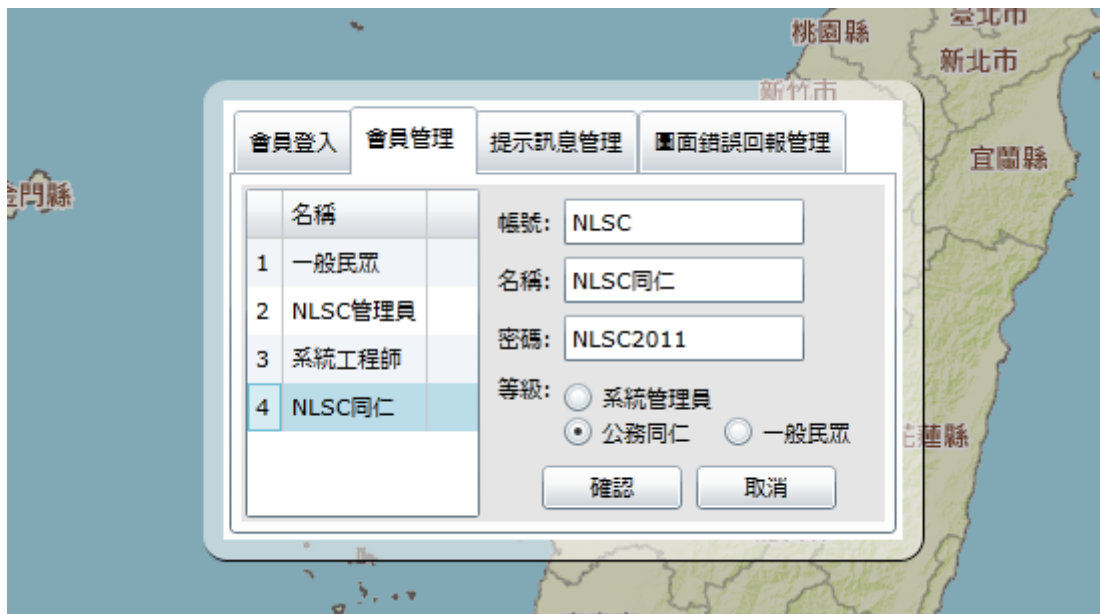 臺北市
桃園縣
新北市
新竹市
會員登入 會員管理 提示訊息管理 圖面錯誤回報管理
宜蘭縣
金門縣
名稱
帳號: NLSC
1 一般民眾
名稱: NLSC同仁
2 NLSC管理員
密碼: NLSC2011
3 系統工程師
等級: 系統管理員
4 NLSC同仁
公務同仁 一般民眾
花蓮縣
確認 取消